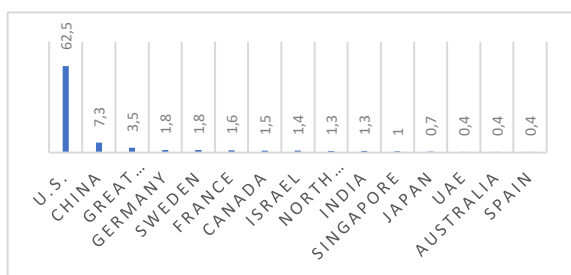 62,5
7,3
3,5
1,8
1,8
1,6
1,5
1,4
1,3
1,3
1
0,7
0,4
0,4
0,4
U.S.
CHINA
GREAT...
GERMANY
SWEDEN
FRANCE
CANADA
ISRAEL
NORTH...
INDIA
SINGAPORE
JAPAN
UAE
AUSTRALIA
SPAIN